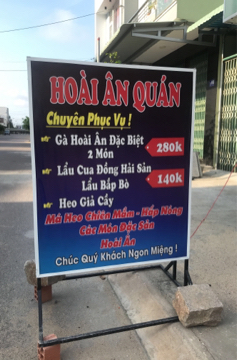 HOÀI ÂN QUÁN
Chuyên Phục Vụ !
Gà Hoài Ân Đặc Biệt
2 Món
280k
Lẩu Cua Đồng Hải Sản
Lẩu Bắp Bò
140k
Heo Giả Cầy
Má Heo Chiên Mắm - Hấp Nóng
Các Món Đặc Sản
Hoài Ân
Chúc Quý Khách Ngon Miệng !